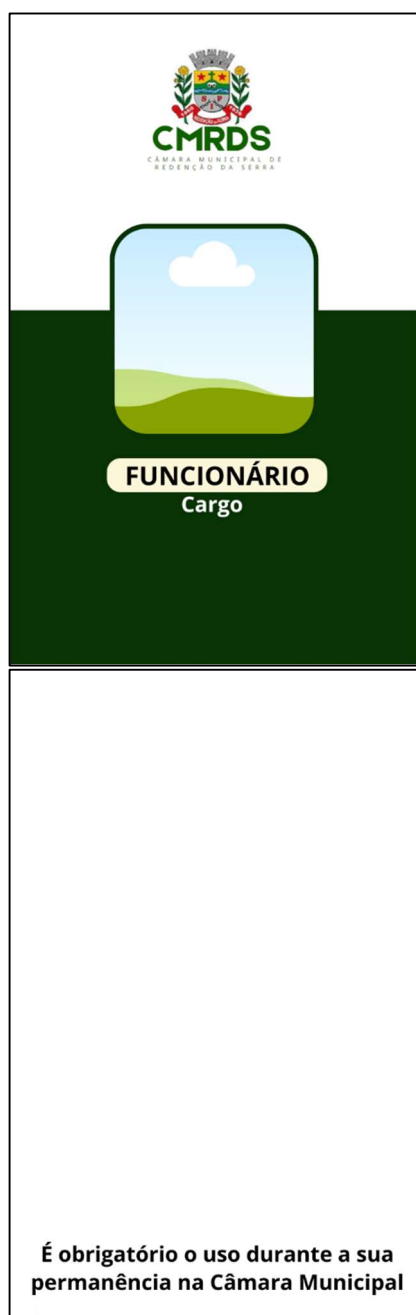 CMRDS
CÂMARA MUNICIPAL DE
REDENÇÃO DA SERRA
FUNCIONÁRIO
Cargo
É obrigatório o uso durante a sua
permanência na Câmara Municipal